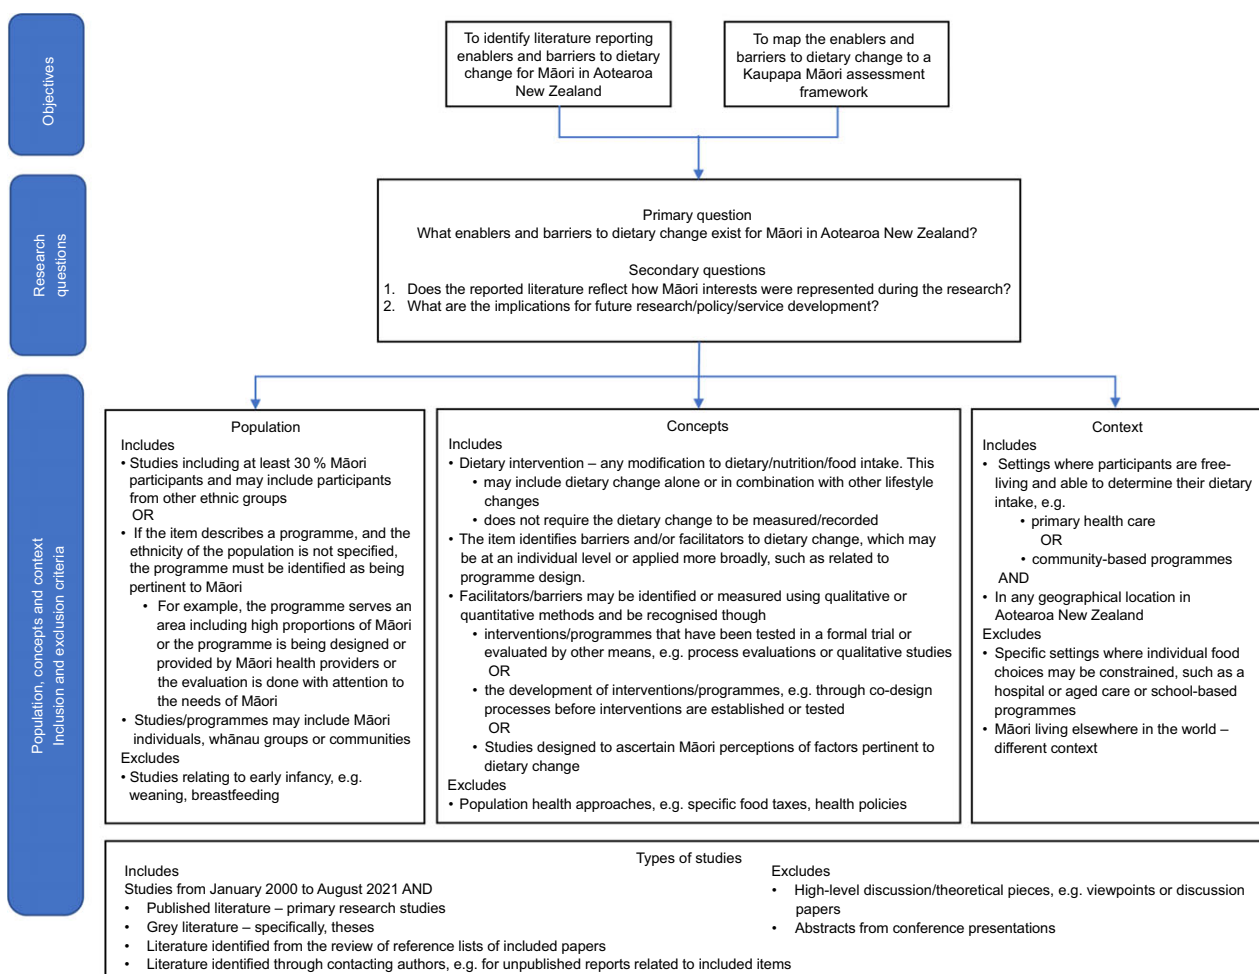 Objectives
To identify literature reporting
enablers and barriers to dietary
change for Māori in Aotearoa
New Zealand
To map the enablers and
barriers to dietary change to a
Kaupapa Māori assessment
framework
Research
questions
Primary question
What enablers and barriers to dietary change exist for Māori in Aotearoa New Zealand?
Secondary questions
1. Does the reported literature reflect how Māori interests were represented during the research?
2. What are the implications for future research/policy/service development?
Population, concepts and context
Inclusion and exclusion criteria
Population
Includes
• Studies including at least 30 % Māori
participants and may include participants
from other ethnic groups
OR
• If the item describes a programme, and the
ethnicity of the population is not specified,
the programme must be identified as being
pertinent to Māori
• For example, the programme serves an
area including high proportions of Māori
or the programme is being designed or
provided by Māori health providers or
the evaluation is done with attention to
the needs of Māori
• Studies/programmes may include Māori
individuals, whānau groups or communities
Excludes
• Studies relating to early infancy, e.g.
weaning, breastfeeding
Concepts
Includes
• Dietary intervention – any modification to dietary/nutrition/food intake. This
• may include dietary change alone or in combination with other lifestyle
changes
• does not require the dietary change to be measured/recorded
• The item identifies barriers and/or facilitators to dietary change, which may
be at an individual level or applied more broadly, such as related to
programme design.
• Facilitators/barriers may be identified or measured using qualitative or
quantitative methods and be recognised though
• interventions/programmes that have been tested in a formal trial or
evaluated by other means, e.g. process evaluations or qualitative studies
OR
• the development of interventions/programmes, e.g. through co-design
processes before interventions are established or tested
OR
• Studies designed to ascertain Māori perceptions of factors pertinent to
dietary change
Excludes
• Population health approaches, e.g. specific food taxes, health policies
Context
Includes
• Settings where participants are free-
living and able to determine their dietary
intake, e.g.
• primary health care
OR
• community-based programmes
AND
• In any geographical location in
Aotearoa New Zealand
Excludes
• Specific settings where individual food
choices may be constrained, such as a
hospital or aged care or school-based
programmes
• Māori living elsewhere in the world –
different context
Types of studies
Includes
Studies from January 2000 to August 2021 AND
• Published literature – primary research studies
• Grey literature – specifically, theses
• Literature identified from the review of reference lists of included papers
• Literature identified through contacting authors, e.g. for unpublished reports related to included items
Excludes
• High-level discussion/theoretical pieces, e.g. viewpoints or discussion
papers
• Abstracts from conference presentations